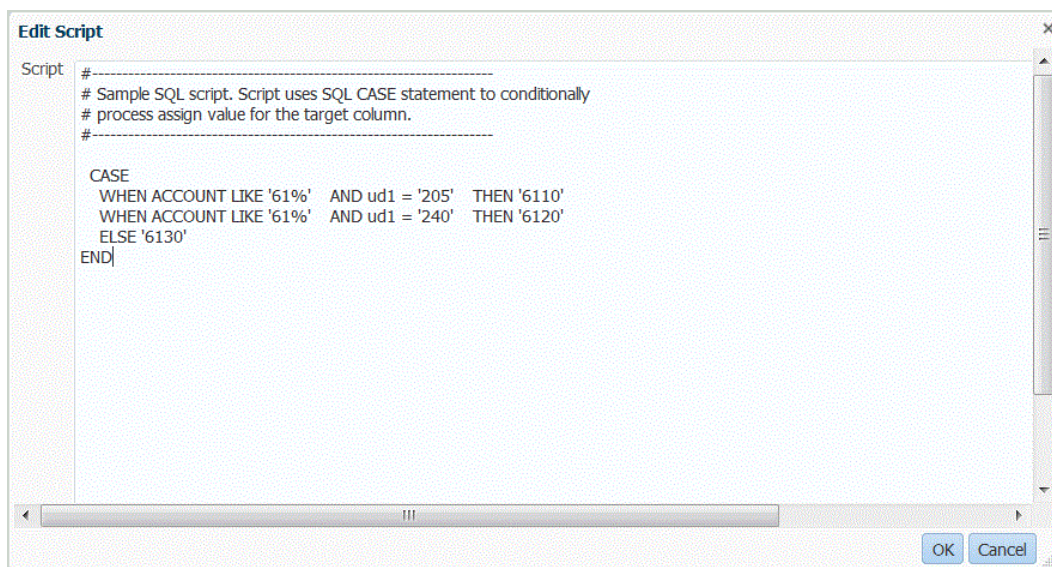 Edit Script
Script
#-------------------------------------------------------------------
# Sample SQL script. Script uses SQL CASE statement to conditionally
# process assign value for the target column.
#-------------------------------------------------------------------
CASE
WHEN ACCOUNT LIKE '61%' AND ud1 = '205' THEN '6110'
WHEN ACCOUNT LIKE '61%' AND ud1 = '240' THEN '6120'
ELSE '6130'
END
OK Cancel